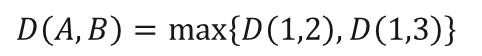 D(A, B) = max{D(1,2), D(1,3)}